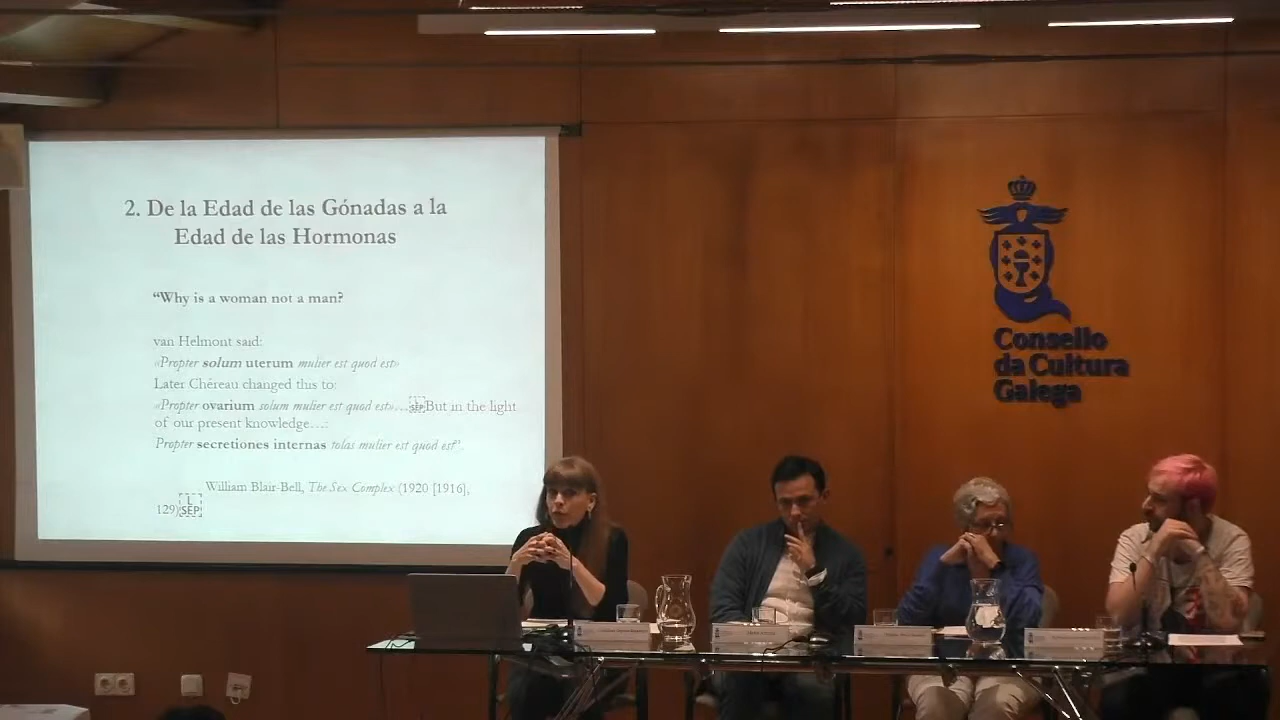 2. De la Edad de las Gónadas a la
Edad de las Hormonas
“Why is a woman not a man?
van Helmont said:
«Propter solum uterum mulier est quod est»
Later Chéreau changed this to:
«Propter ovarium solum mulier est quod est»…LSEPBut in the light
of our present knowledge…:
Propter secretiones internas tolas mulier est quod est”.
William Blair-Bell, The Sex Complex (1920 [1916],
129)LSEP
Consello
da Cultura
Galega